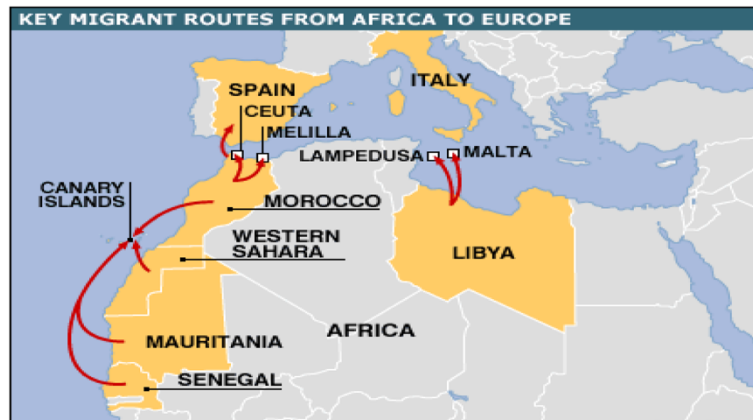 KEY MIGRANT ROUTES FROM AFRICA TO EUROPE
ITALY
SPAIN
CEUTA
MELILLA
LAMPEDUSA
MALTA
CANARY
ISLANDS
MOROCCO
WESTERN
SAHARA
LIBYA
AFRICA
MAURITANIA
SENEGAL